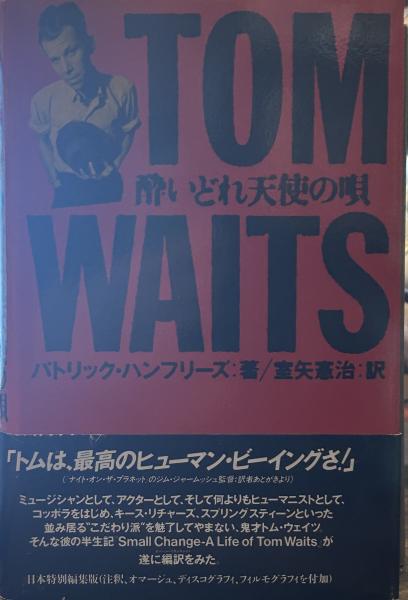 TOM
酔いどれ天使の唄
WAITS
パトリック・ハンフリーズ:著/室矢憲治:訳
「トムは、最高のヒューマン・ビーイングさ!」
(「ナイト・オン・ザ・プラネット」のジム・ジャームッシュ監督:訳者あとがきより)
ミュージシャンとして、アクターとして、そして何よりもヒューマニストとして、
コッポラをはじめ、キース・リチャーズ、スプリングスティーンといった
並み居る"こだわり派"を魅了してやまない、鬼才トム・ウェイツ。
そんな彼の半生記「Small Change-A Life of Tom Waits」が
遂に編訳をみた。
日本特別編集版(注釈、オマージュ、ディスコグラフィ、フィルモグラフィを付加)